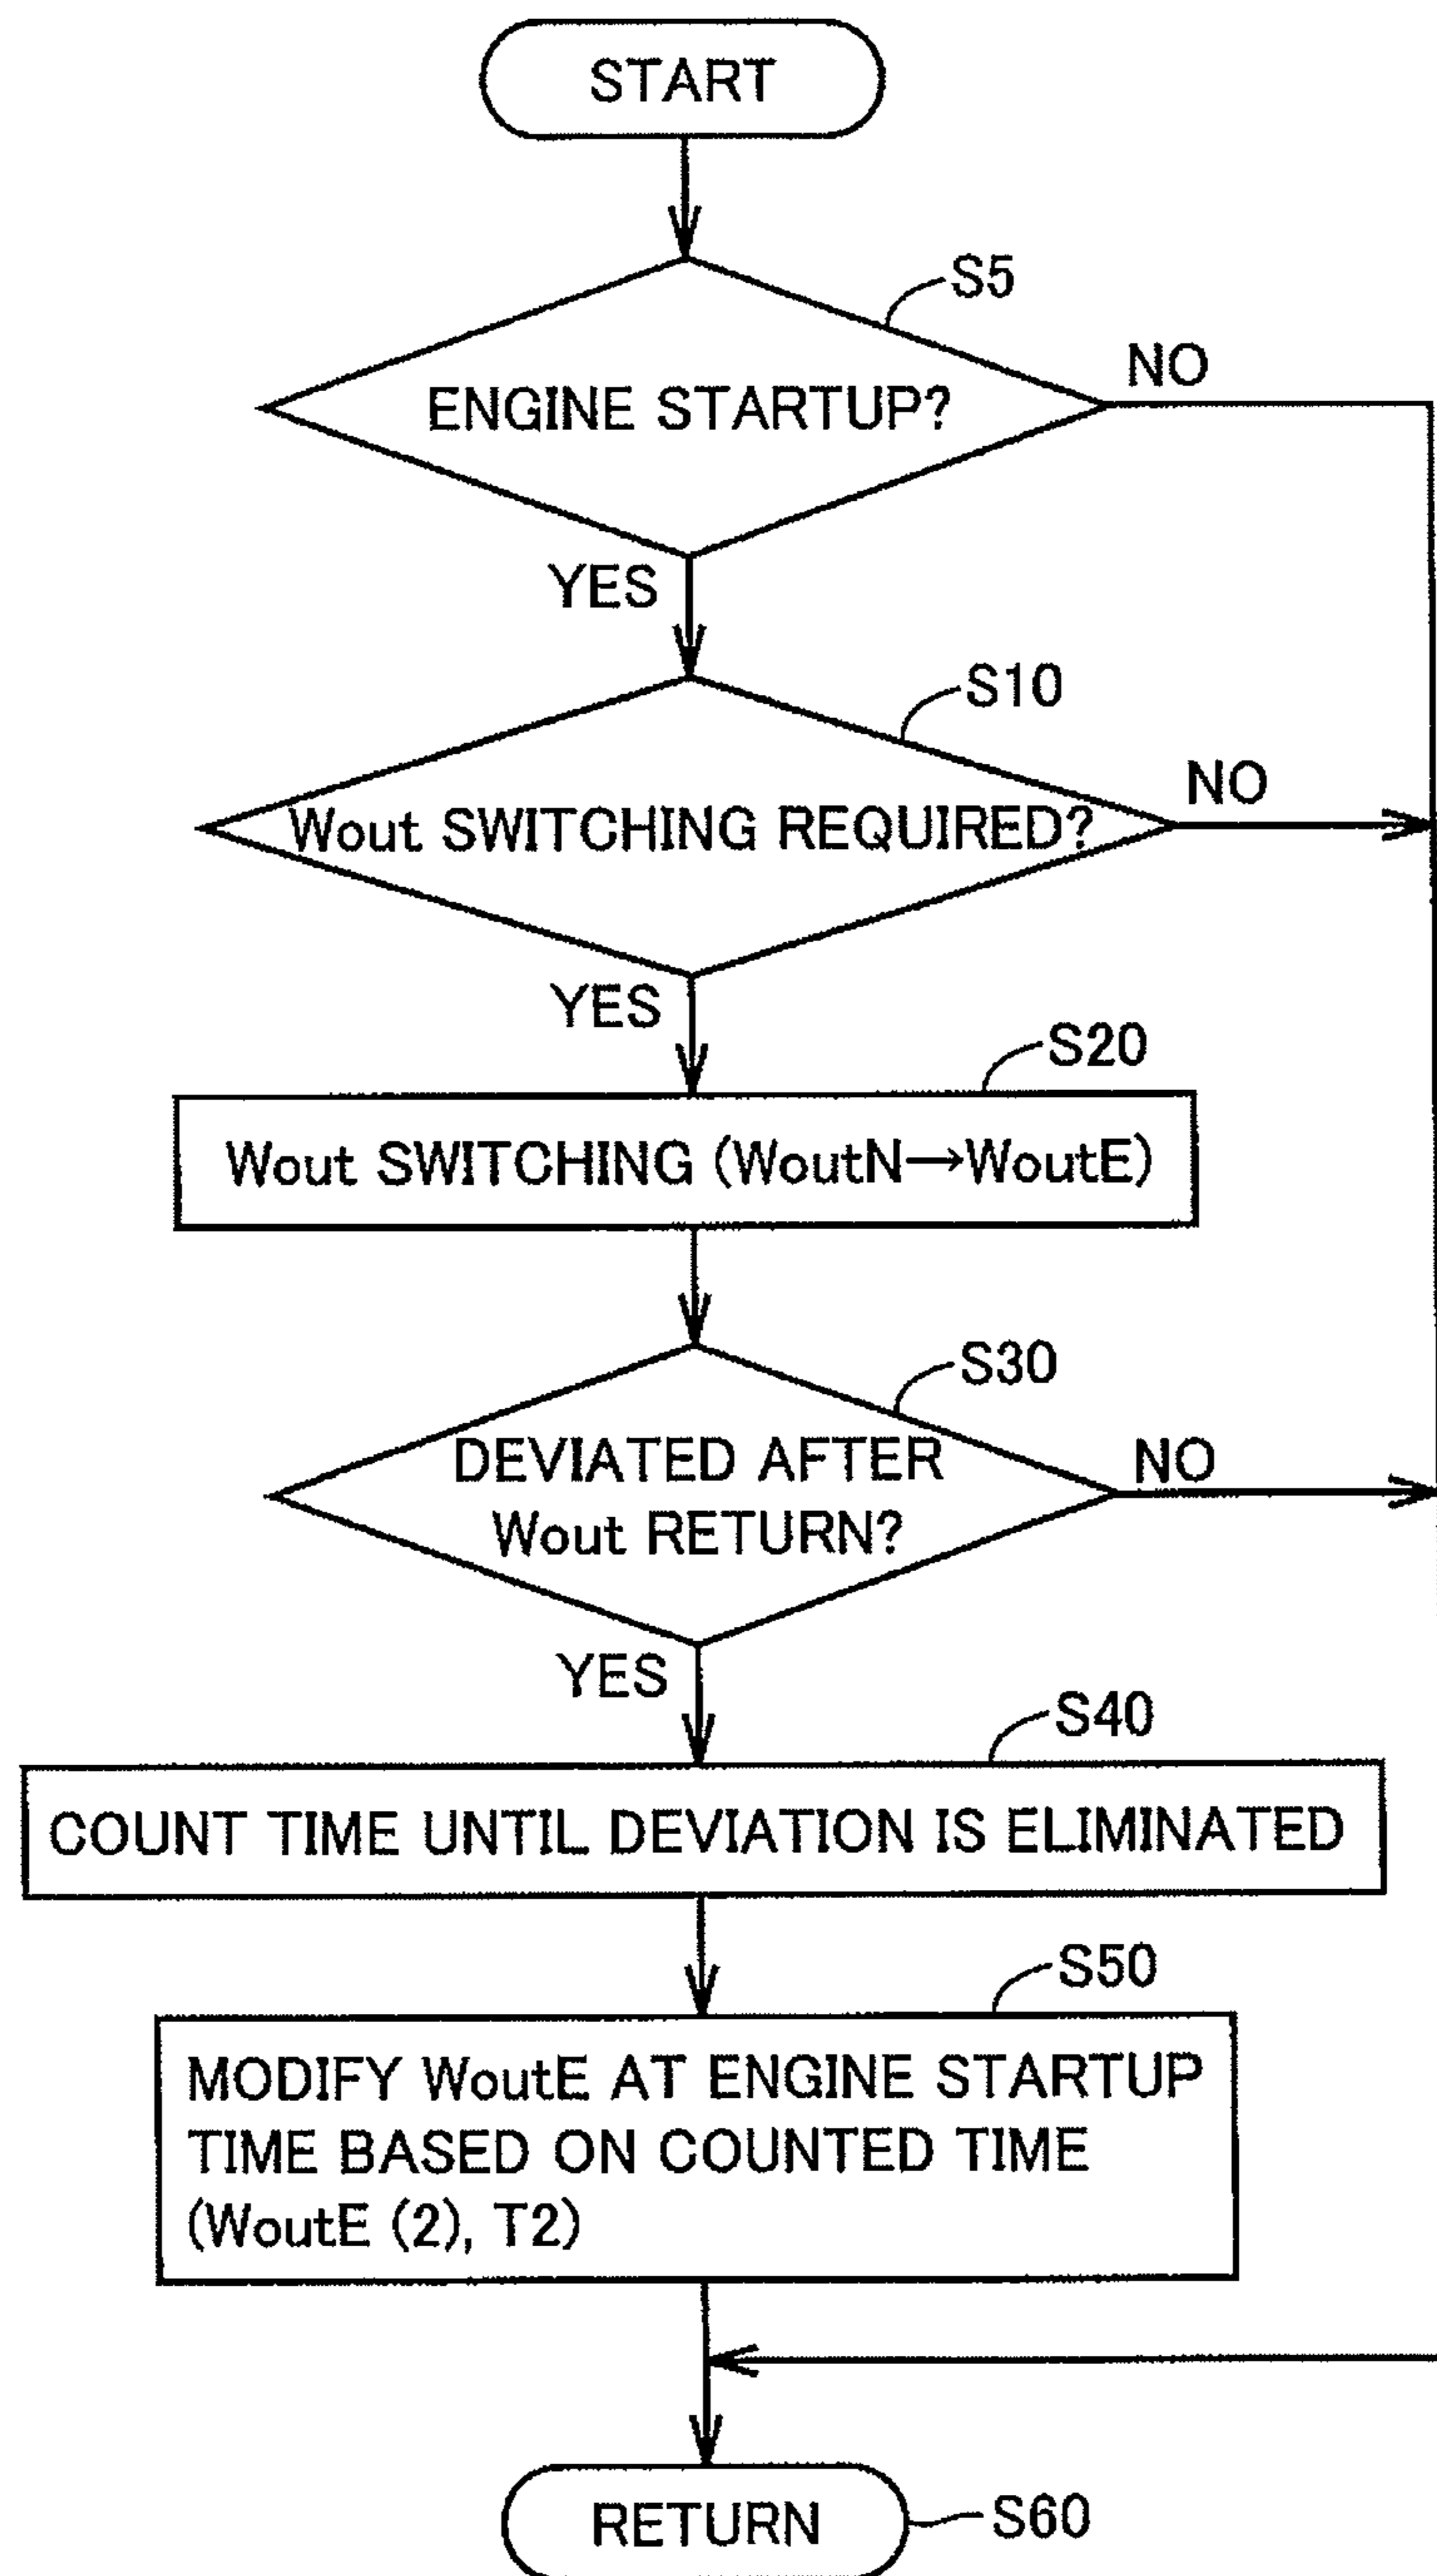 START
S5
ENGINE STARTUP?
NO
YES
S10
Wout SWITCHING REQUIRED?
NO
YES
S20
Wout SWITCHING (WoutN→WoutE)
S30
DEVIATED AFTER
Wout RETURN?
NO
YES
S40
COUNT TIME UNTIL DEVIATION IS ELIMINATED
S50
MODIFY WoutE AT ENGINE STARTUP
TIME BASED ON COUNTED TIME
(WoutE (2), T2)
RETURN
S60